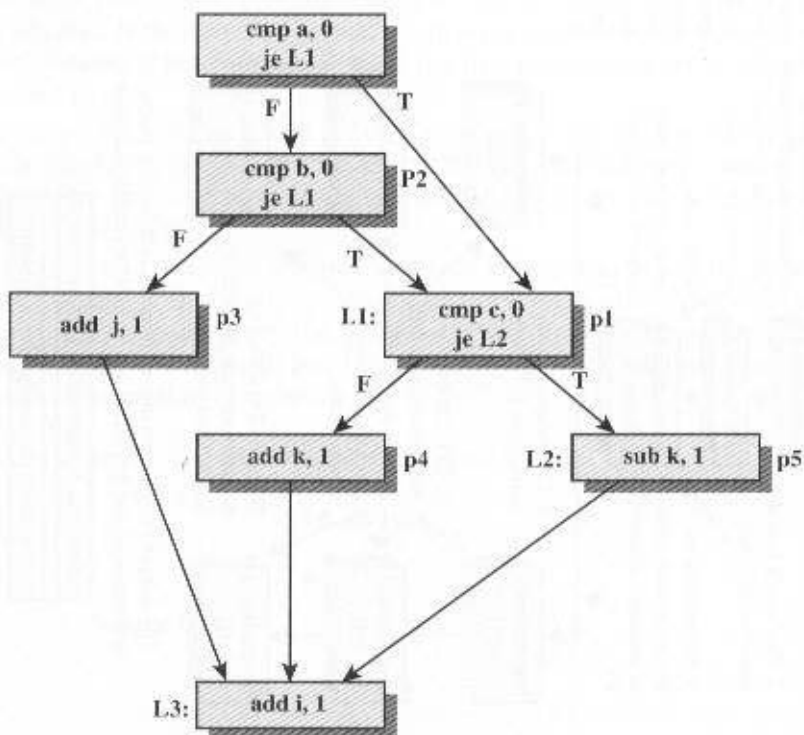 cmp a, 0
je L1
F
T
cmp b, 0
je L1
P2
F
T
add j, 1
p3
L1:
cmp c, 0
je L2
p1
F
T
add k, 1
p4
L2:
sub k, 1
p5
L3:
add i, 1